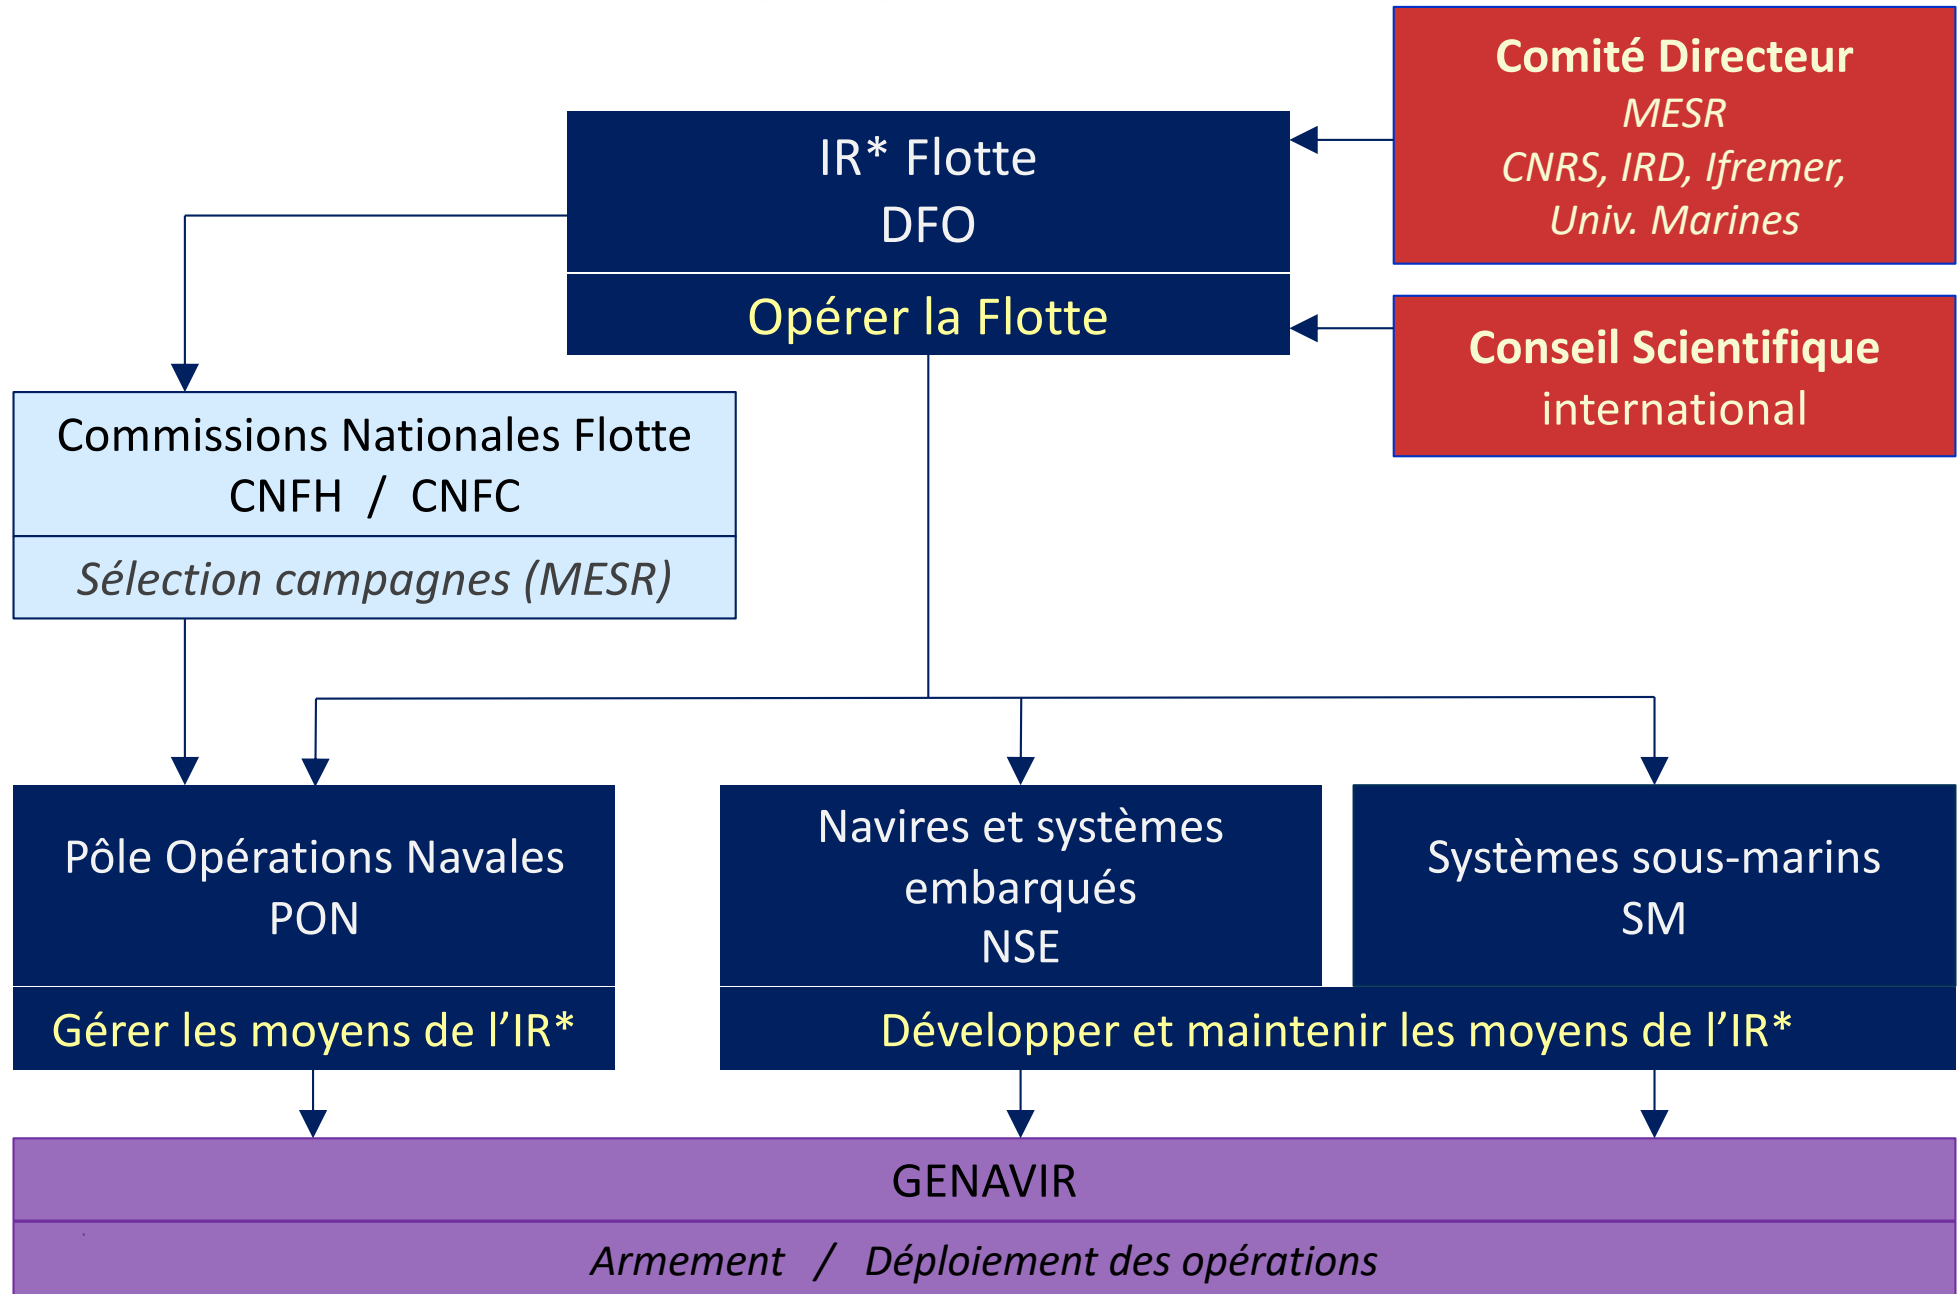 Comité Directeur
MESR
CNRS, IRD, Ifremer,
Univ. Marines
IR* Flotte
DFO
Opérer la Flotte
Conseil Scientifique
international
Commissions Nationales Flotte
CNFH / CNFC
Sélection campagnes (MESR)
Pôle Opérations Navales
PON
Gérer les moyens de l’IR*
Navires et systèmes
embarqués
NSE
Systèmes sous-marins
SM
Développer et maintenir les moyens de l’IR*
GENAVIR
Armement / Déploiement des opérations